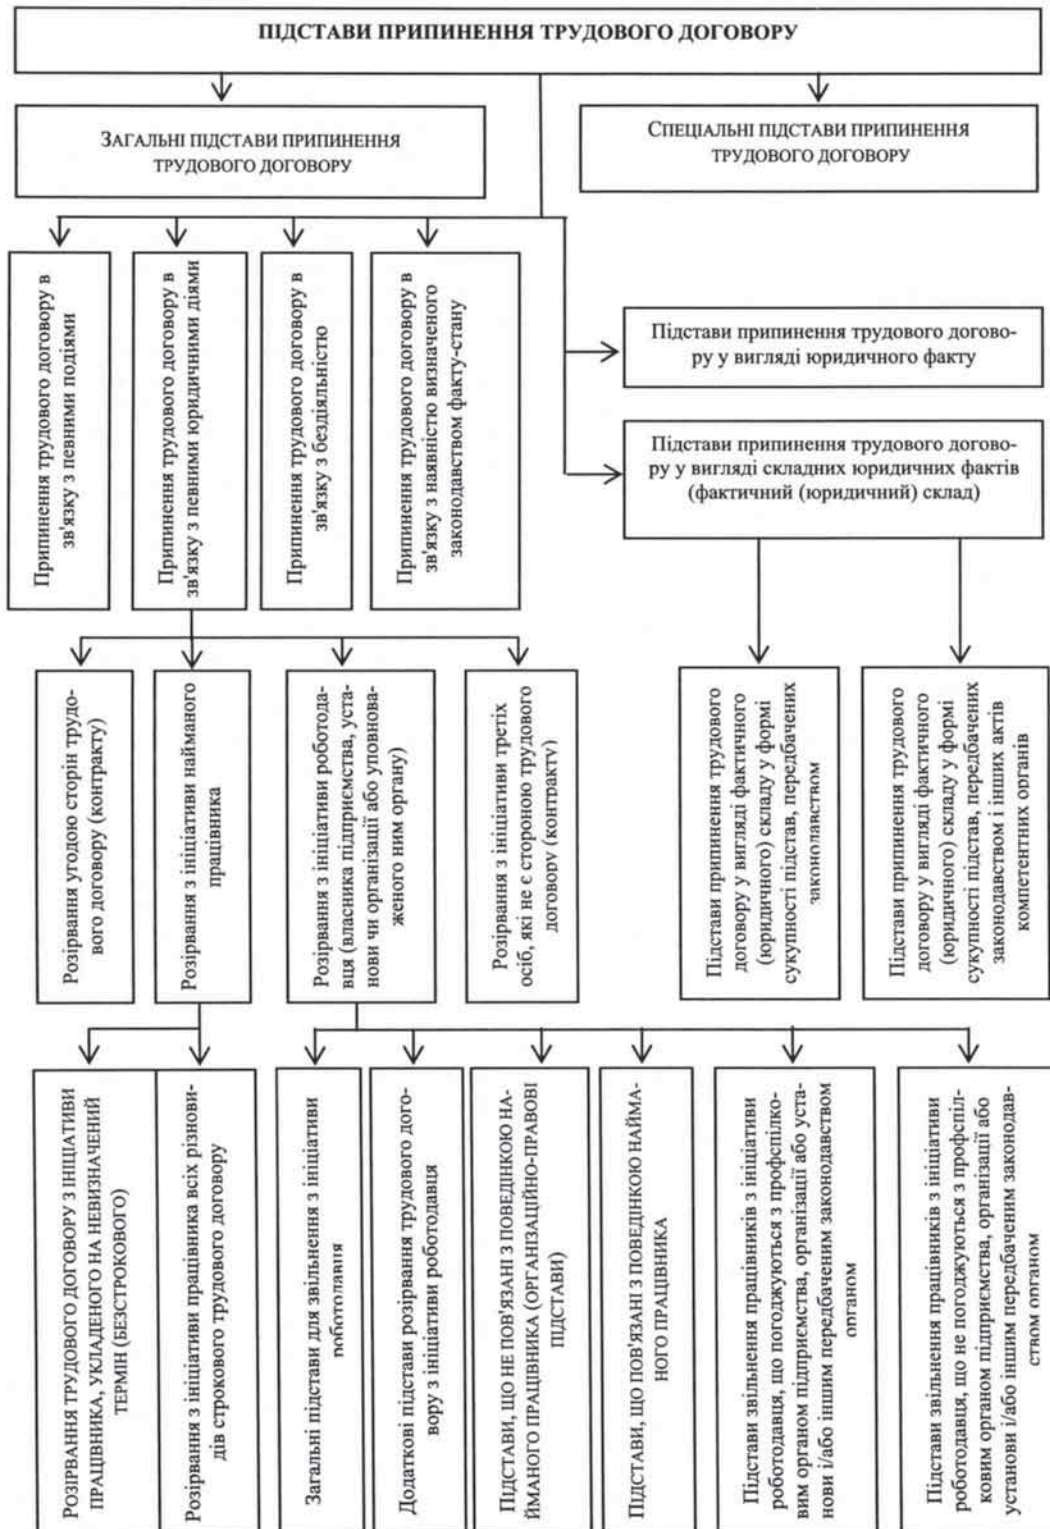 ПІДСТАВИ ПРИПИНЕННЯ ТРУДОВОГО ДОГОВОРУ
ЗАГАЛЬНІ ПІДСТАВИ ПРИПИНЕННЯ
ТРУДОВОГО ДОГОВОРУ
СПЕЦІАЛЬНІ ПІДСТАВИ ПРИПИНЕННЯ
ТРУДОВОГО ДОГОВОРУ
Припинення трудового договору в
зв'язку з певними подіями
Припинення трудового договору в
зв'язку з певними юридичними діями
Припинення трудового договору в
зв'язку з бездіяльністю
Припинення трудового договору в
зв'язку з наявністю визначеного
законодавством факту-стану
Підстави припинення трудового догово-
ру у вигляді юридичного факту
Підстави припинення трудового догово-
ру у вигляді складних юридичних фактів
(фактичний (юридичний) склад)
Розірвання угодою сторін трудо-
вого договору (контракту)
Розірвання з ініціативи найманого
працівника
Розірвання з ініціативи роботода-
вця (власника підприємства, уста-
нови чи організації або уповнова-
женого ним органу)
Розірвання з ініціативи третіх
осіб, які не є стороною трудового
договору (контракту)
Підстави припинення трудового
договору у вигляді фактичного
(юридичного) складу у формі
сукупності підстав, передбачених
законодавством
Підстави припинення трудового
договору у вигляді фактичного
(юридичного) складу у формі
сукупності підстав, передбачених
законодавством і інших актів
компетентних органів
РОЗІРВАННЯ ТРУДОВОГО ДОГОВОРУ З ІНІЦІАТИВИ
ПРАЦІВНИКА, УКЛАДЕНОГО НА НЕВИЗНАЧЕНИЙ
ТЕРМІН (БЕЗСТРОКОВОГО)
Розірвання з ініціативи працівника всіх різнови-
дів строкового трудового договору
Загальні підстави для звільнення з ініціативи
роботодавця
Додаткові підстави розірвання трудового дого-
вору з ініціативи роботодавця
ПІДСТАВИ, ЩО НЕ ПОВ'ЯЗАНІ З ПОВЕДІНКОЮ НА-
ЙМАНОГО ПРАЦІВНИКА (ОРГАНІЗАЦІЙНО-ПРАВОВІ
ПІДСТАВИ)
ПІДСТАВИ, ЩО ПОВ'ЯЗАНІ З ПОВЕДІНКОЮ НАЙМА-
НОГО ПРАЦІВНИКА
Підстави звільнення працівників з ініціативи
роботодавця, що погоджуються з профспілко-
вим органом підприємства, організації або уста-
нови і/або іншим передбаченим законодавством
органом
Підстави звільнення працівників з ініціативи
роботодавця, що не погоджуються з профспіл-
ковим органом підприємства, організації або
установи і/або іншим передбаченим законодав-
ством органом